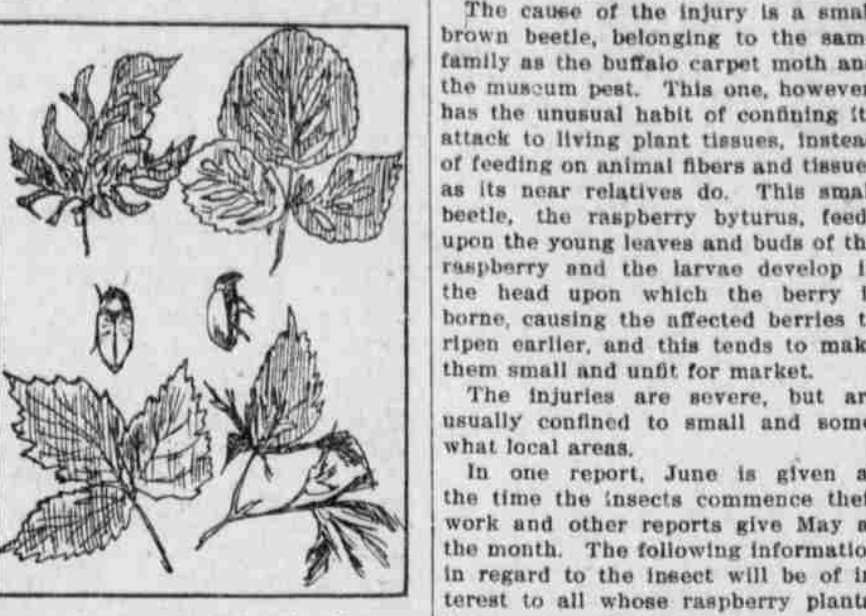 The cause of the injury is a smal
brown beetle, belonging to the sam
family as the buffalo carpet moth an
the museum pest. This one, however
has the unusual habit of confining it
attack to living plant tissues, instea
of feeding on animal fibers and tissue
as its near relatives do. This smal
beetle, the raspberry byturus, feed
upon the young leaves and buds of th
raspberry and the larvae develop i
the head upon which the berry i
borne, causing the affected berries t
ripen earlier, and this tends to mak
them small and unfit for market.
The injuries are severe, but ar
usually confined to small and some
what local areas.
In one report, June is given a
the time the insects commence thei
work and other reports give May a
the month. The following informatio
in regard to the insect will be of in
terest to all whose raspberry plant